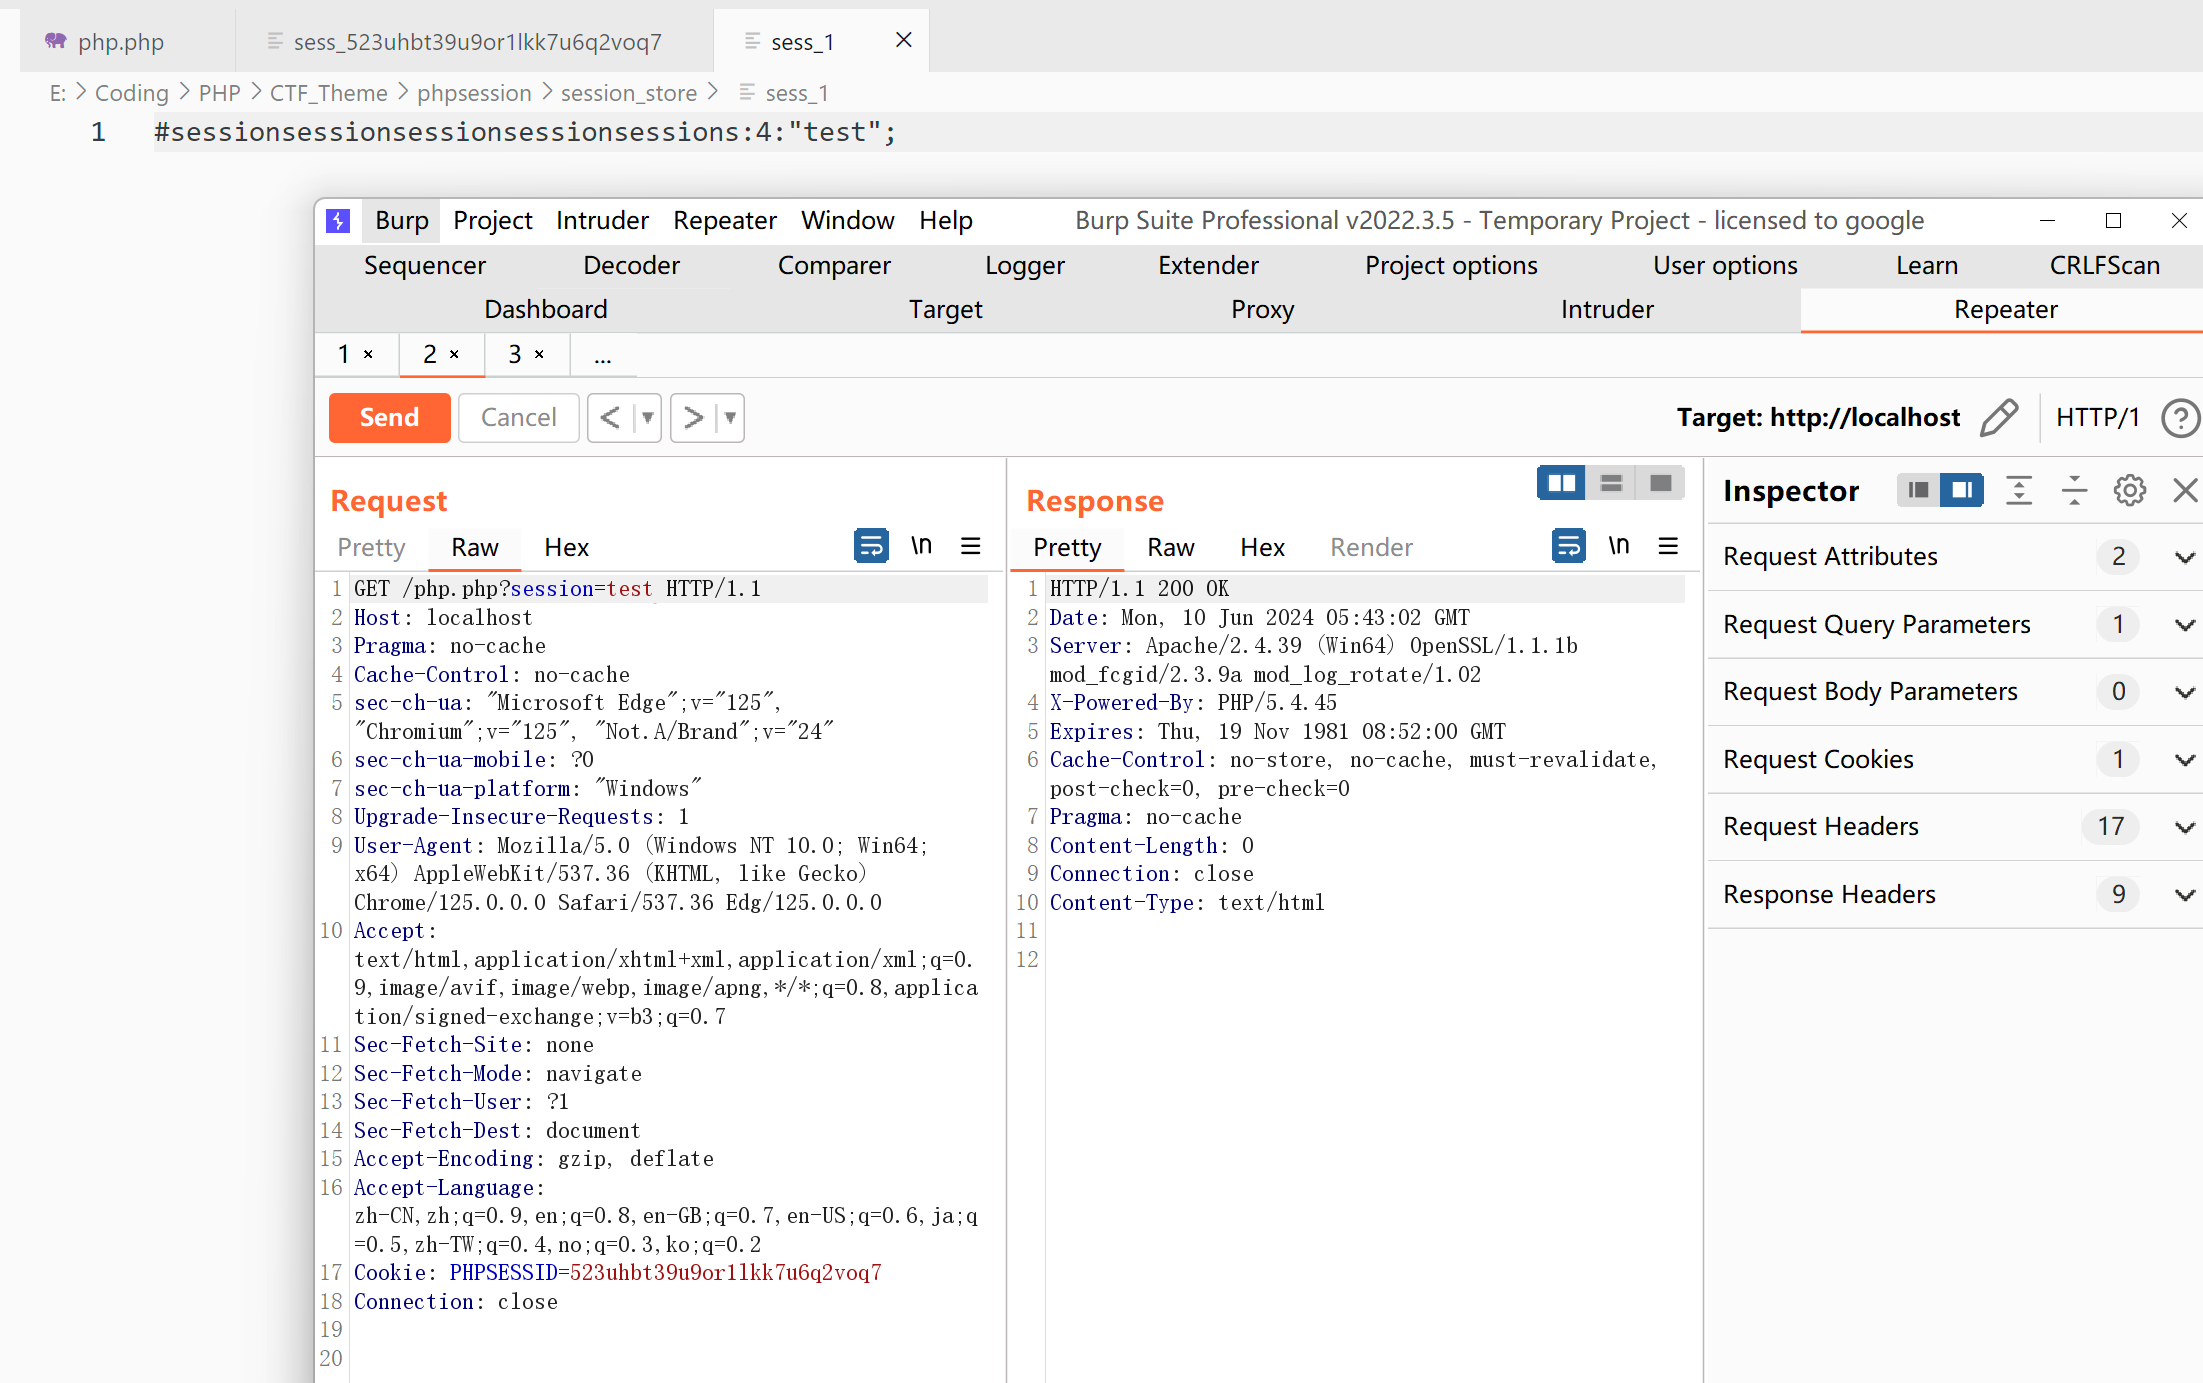 php.php
sess_523uhbt39u9or1lkk7u6q2voq7
sess_1
E: > Coding > PHP > CTF_Theme > phpsession > session_store > sess_1
1 #sessionsessionsessionsessionsessions:4:"test";
Burp Project Intruder Repeater Window Help
Burp Suite Professional v2022.3.5 - Temporary Project - licensed to google
Sequencer Decoder Comparer Logger Extender Project options User options Learn CRLFScan
Dashboard Target Proxy Intruder Repeater
1 × 2 × 3 × ...
Send Cancel < >
Target: http://localhost HTTP/1 ?
Request
Pretty Raw Hex \n
1 GET /php.php?session=test HTTP/1.1
2 Host: localhost
3 Pragma: no-cache
4 Cache-Control: no-cache
5 sec-ch-ua: "Microsoft Edge";v="125",
"Chromium";v="125", "Not.A/Brand";v="24"
6 sec-ch-ua-mobile: ?0
7 sec-ch-ua-platform: "Windows"
8 Upgrade-Insecure-Requests: 1
9 User-Agent: Mozilla/5.0 (Windows NT 10.0; Win64;
x64) AppleWebKit/537.36 (KHTML, like Gecko)
Chrome/125.0.0.0 Safari/537.36 Edg/125.0.0.0
10 Accept:
text/html,application/xhtml+xml,application/xml;q=0.
9,image/avif,image/webp,image/apng,*/*;q=0.8,applica
tion/signed-exchange;v=b3;q=0.7
11 Sec-Fetch-Site: none
12 Sec-Fetch-Mode: navigate
13 Sec-Fetch-User: ?1
14 Sec-Fetch-Dest: document
15 Accept-Encoding: gzip, deflate
16 Accept-Language:
zh-CN,zh;q=0.9,en;q=0.8,en-GB;q=0.7,en-US;q=0.6,ja;q
=0.5,zh-TW;q=0.4,no;q=0.3,ko;q=0.2
17 Cookie: PHPSESSID=523uhbt39u9or1lkk7u6q2voq7
18 Connection: close
19
20
Response
Pretty Raw Hex Render \n
1 HTTP/1.1 200 OK
2 Date: Mon, 10 Jun 2024 05:43:02 GMT
3 Server: Apache/2.4.39 (Win64) OpenSSL/1.1.1b
mod_fcgid/2.3.9a mod_log_rotate/1.02
4 X-Powered-By: PHP/5.4.45
5 Expires: Thu, 19 Nov 1981 08:52:00 GMT
6 Cache-Control: no-store, no-cache, must-revalidate,
post-check=0, pre-check=0
7 Pragma: no-cache
8 Content-Length: 0
9 Connection: close
10 Content-Type: text/html
11
12
Inspector
Request Attributes 2
Request Query Parameters 1
Request Body Parameters 0
Request Cookies 1
Request Headers 17
Response Headers 9